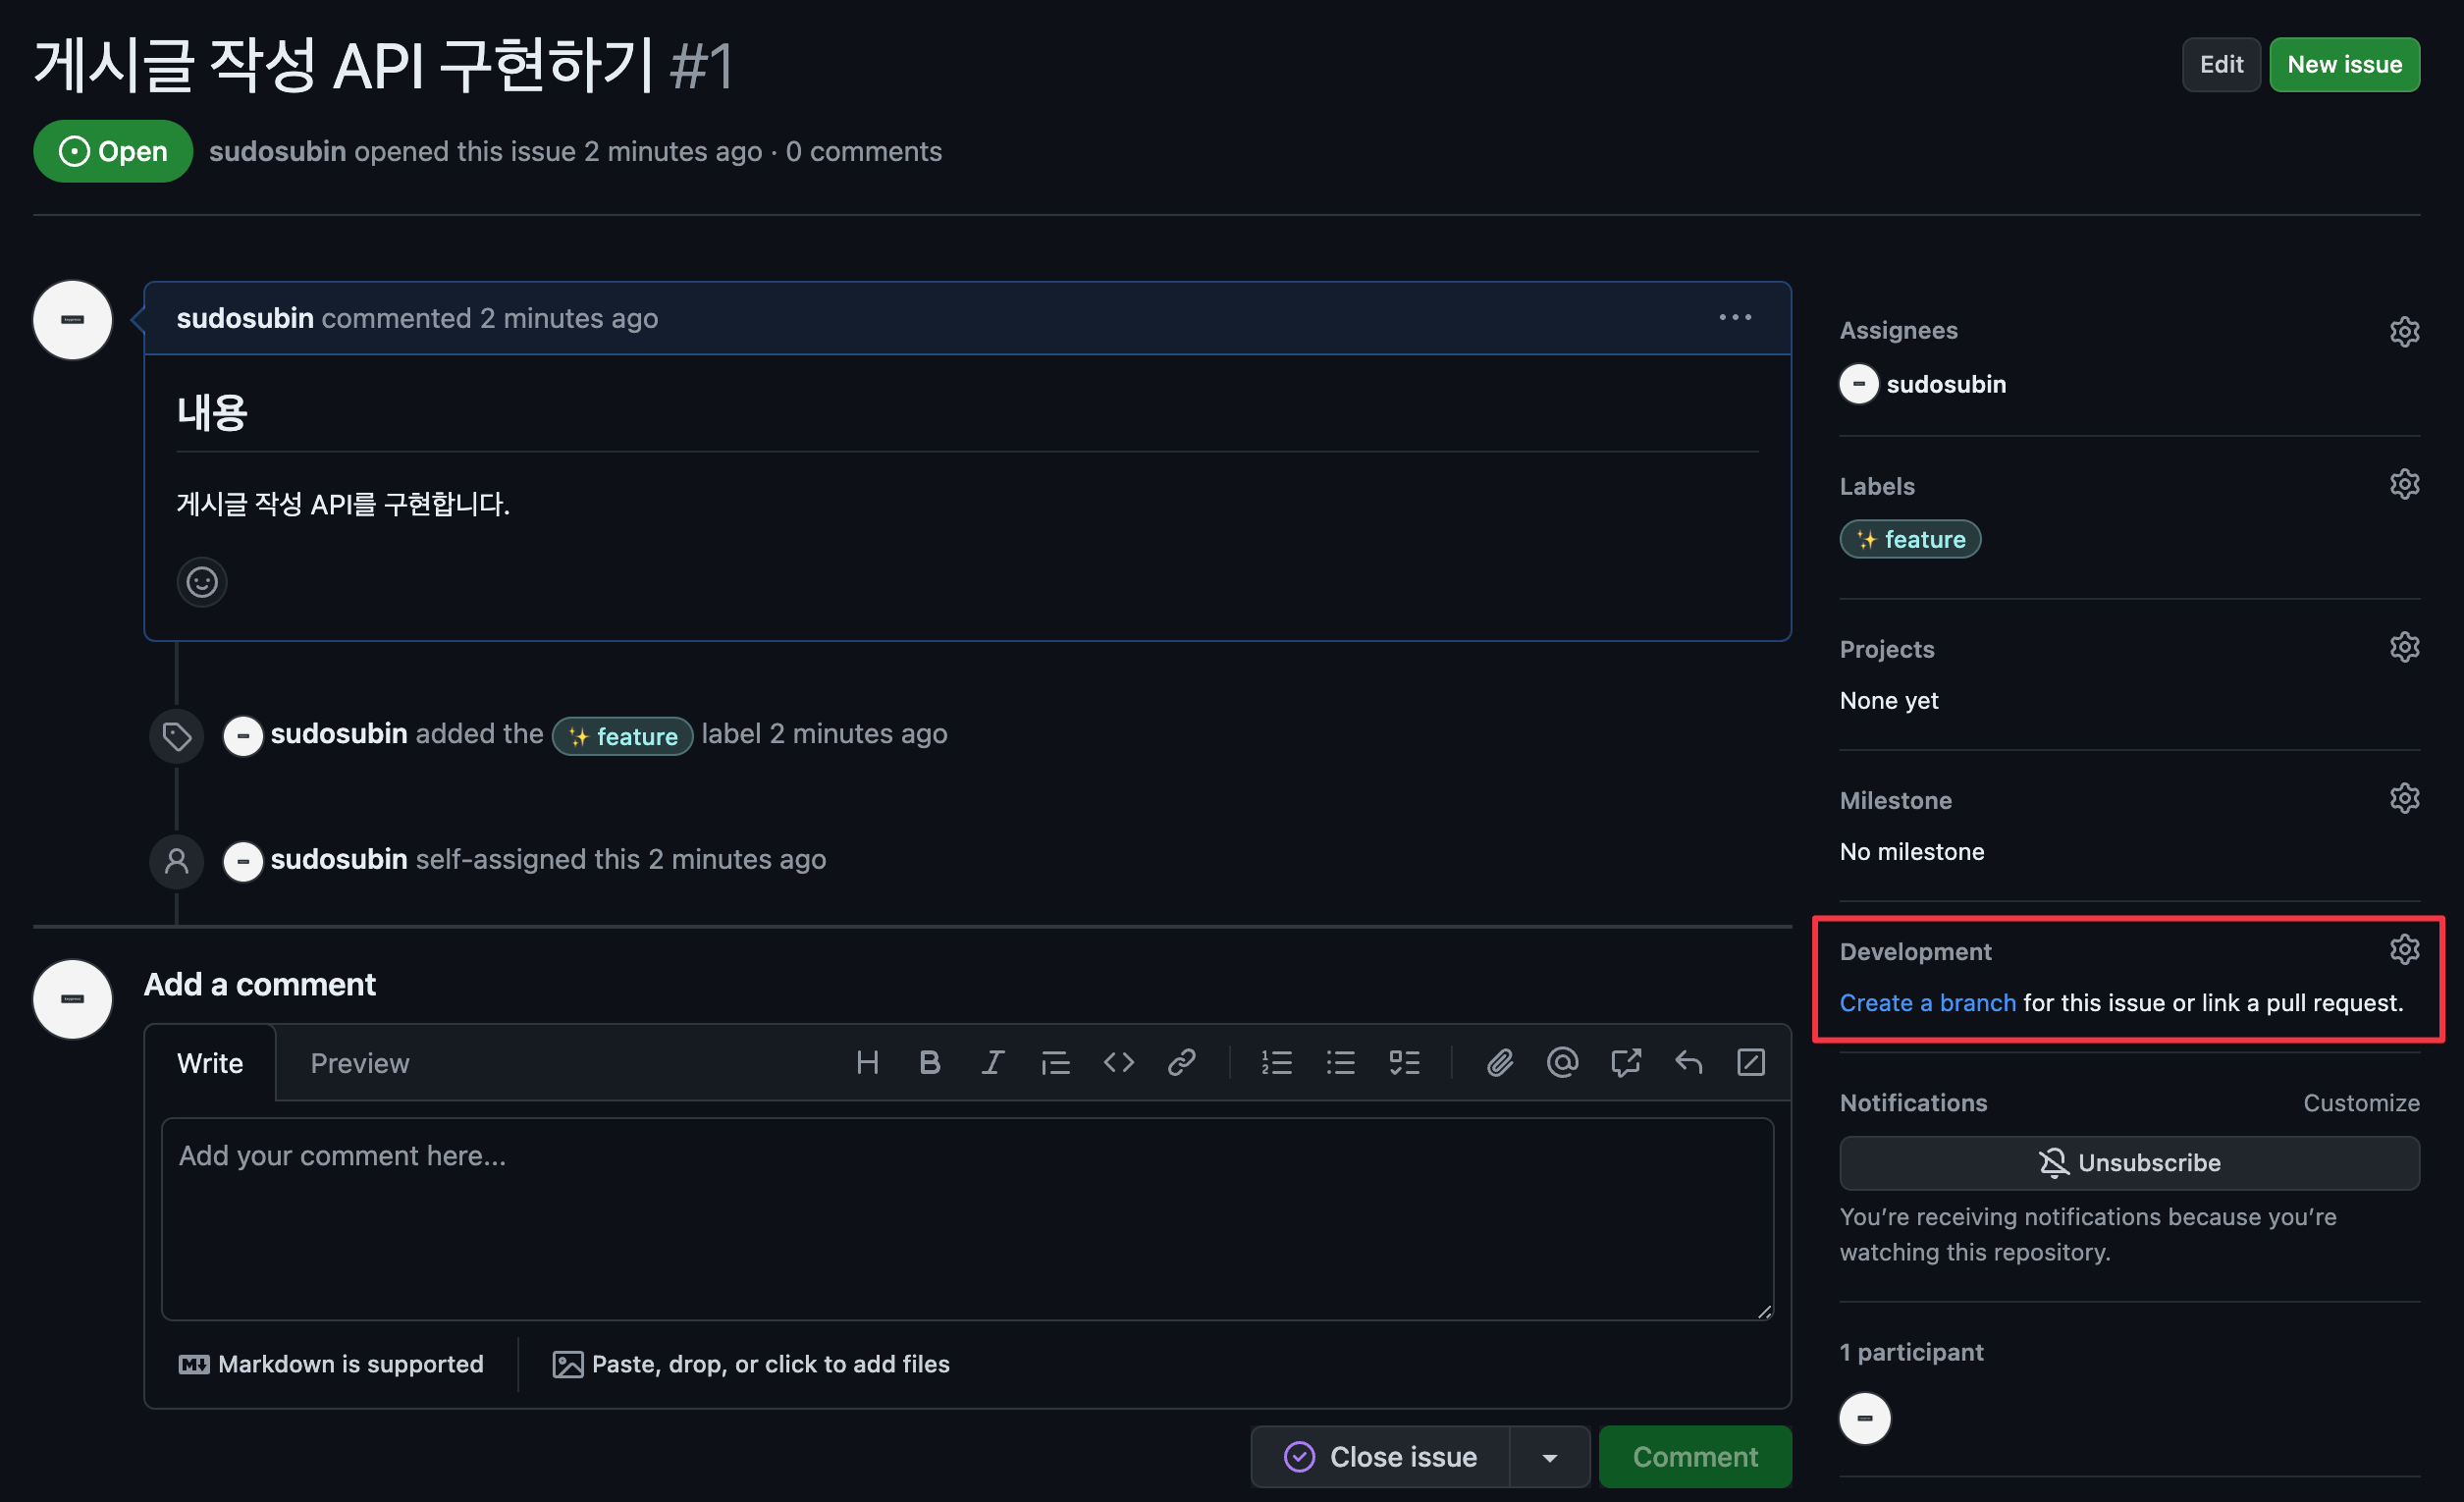 게시글 작성 API 구현하기 #1
Edit
New issue
Open
sudosubin opened this issue 2 minutes ago · 0 comments
sudosubin commented 2 minutes ago
내용
게시글 작성 API를 구현합니다.
sudosubin added the ✨ feature label 2 minutes ago
sudosubin self-assigned this 2 minutes ago
Add a comment
Write
Preview
Add your comment here...
Markdown is supported
Paste, drop, or click to add files
Close issue
Comment
Assignees
sudosubin
Labels
✨ feature
Projects
None yet
Milestone
No milestone
Development
Create a branch for this issue or link a pull request.
Notifications
Customize
Unsubscribe
You’re receiving notifications because you’re
watching this repository.
1 participant